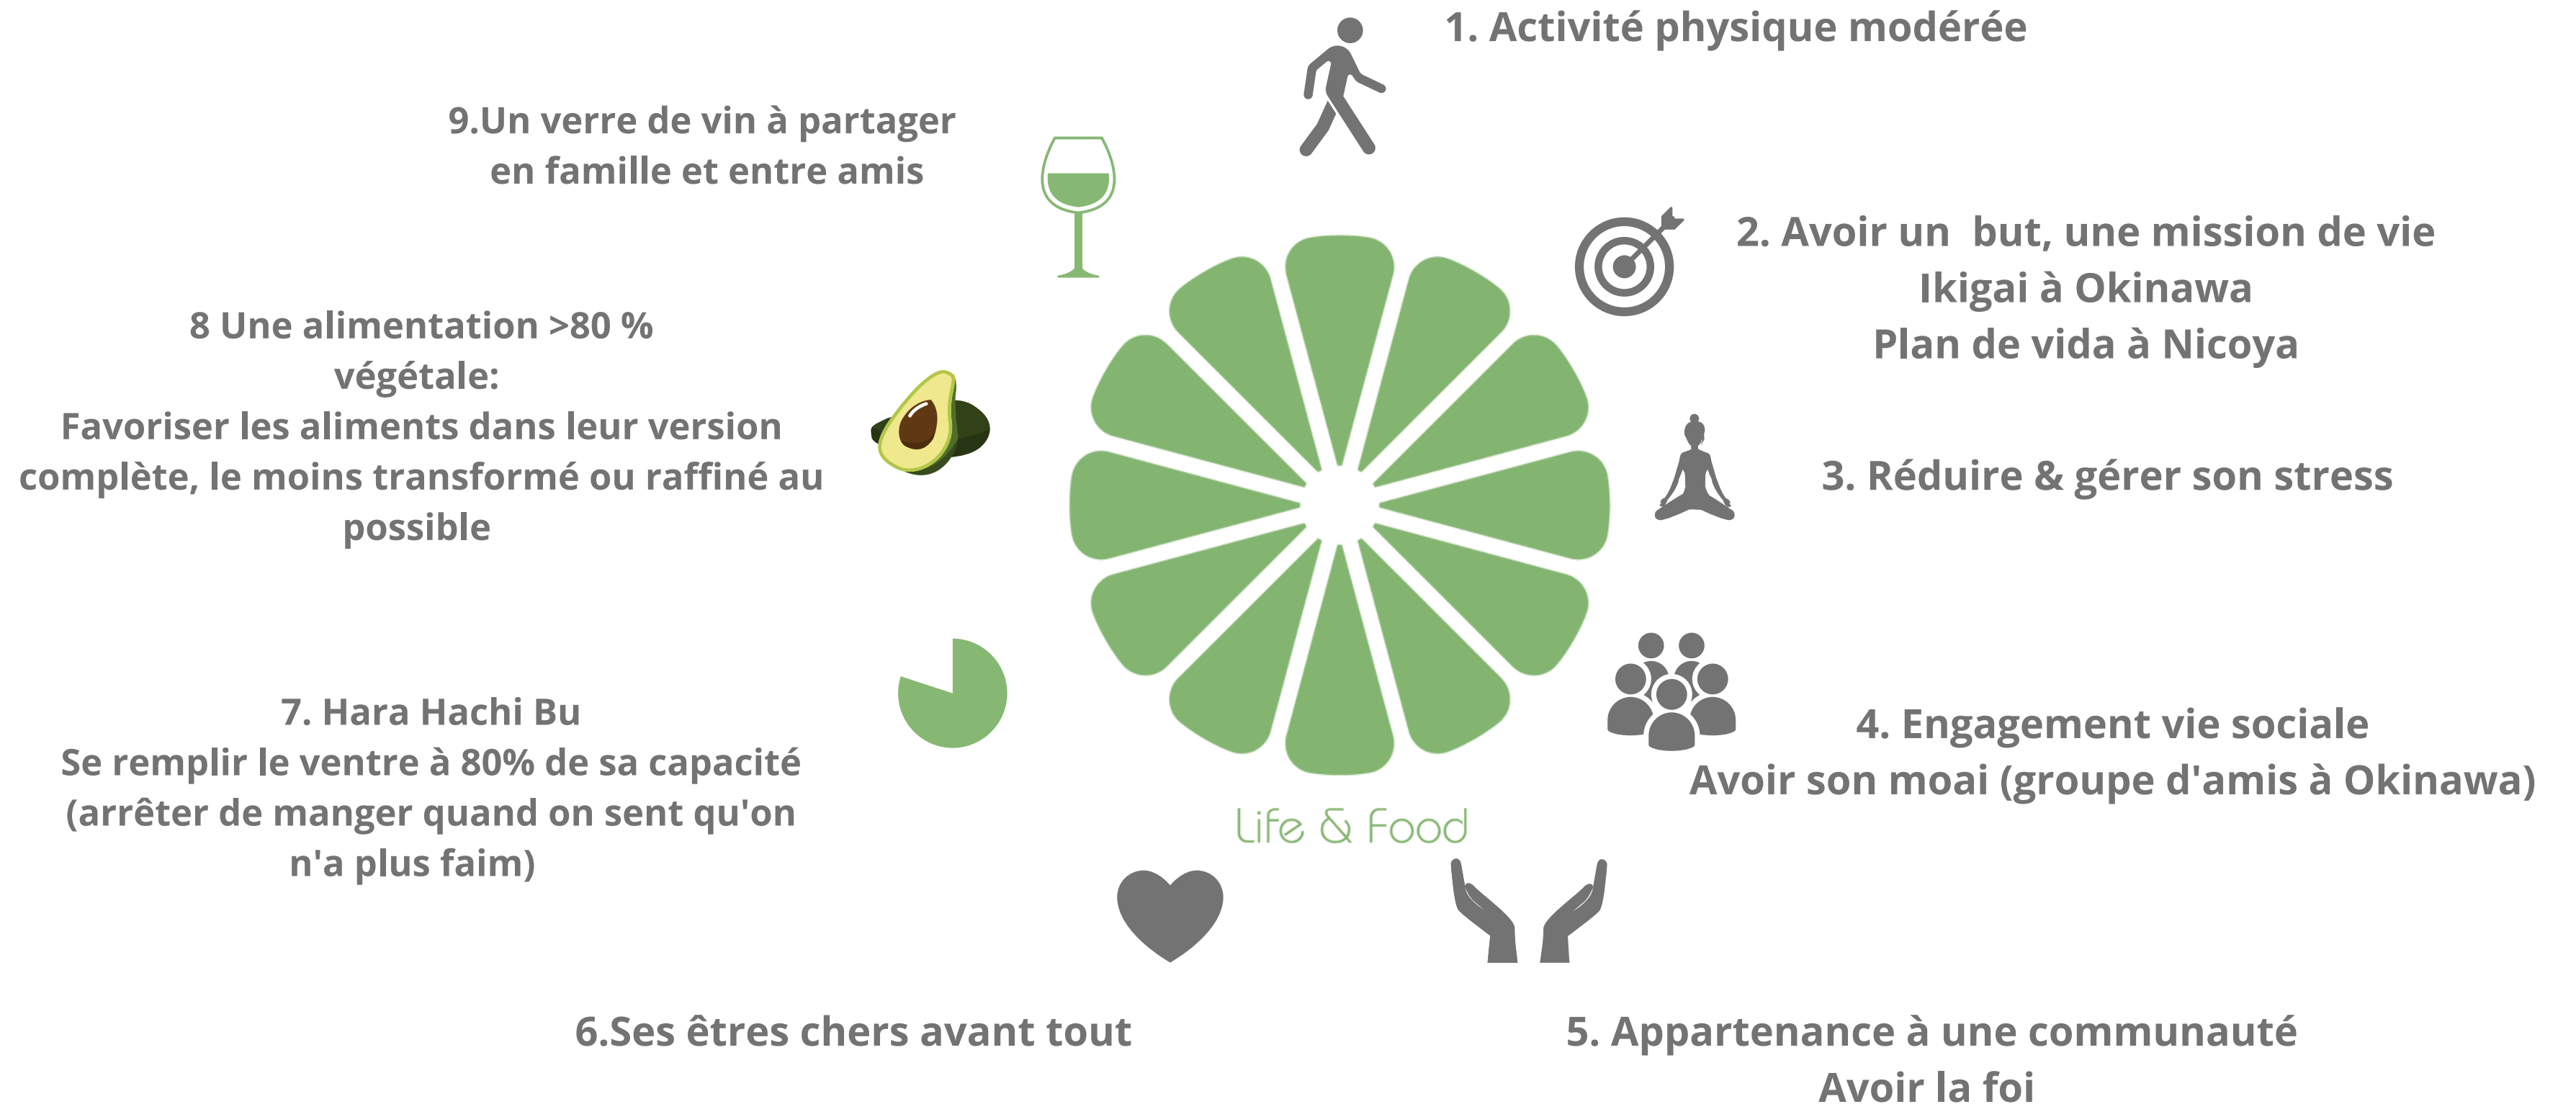 1. Activité physique modérée
2. Avoir un  but, une mission de vie
Ikigai à Okinawa
Plan de vida à Nicoya
3. Réduire & gérer son stress
4. Engagement vie sociale
Avoir son moai (groupe d'amis à Okinawa)
5. Appartenance à une communauté
Avoir la foi
6.Ses êtres chers avant tout
7. Hara Hachi Bu
Se remplir le ventre à 80% de sa capacité
(arrêter de manger quand on sent qu'on
n'a plus faim)
8 Une alimentation >80 %
végétale:
Favoriser les aliments dans leur version
complète, le moins transformé ou raffiné au
possible
9.Un verre de vin à partager
en famille et entre amis
Life & Food